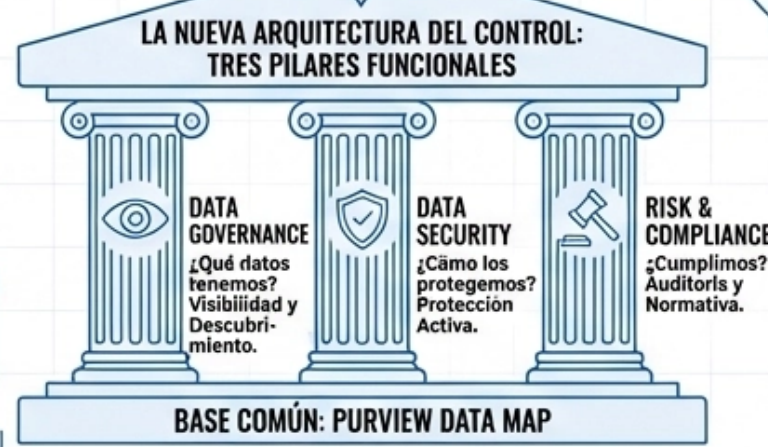 LA NUEVA ARQUITECTURA DEL CONTROL:
TRES PILARES FUNCIONALES
DATA
GOVERNANCE
¿Qué datos
tenemos?
Visibiiidad y
Descubri-
miento.
DATA
SECURITY
¿Cämo los
protegemos?
Protección
Activa.
RISK &
COMPLIANCE
¿Cumplimos?
Auditorls y
Normativa.
BASE COMÚN: PURVIEW DATA MAP